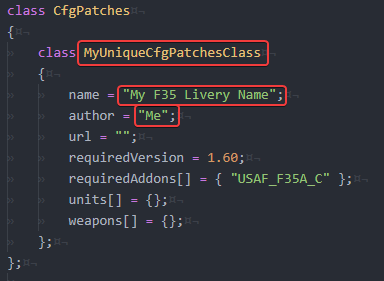 class CfgPatches
{
    class MyUniqueCfgPatchesClass
    {
        name = "My F35 Livery Name";
        author = "Me";
        url = "";
        requiredVersion = 1.60;
        requiredAddons[] = { "USAF_F35A_C" };
        units[] = {};
        weapons[] = {};
    };
};